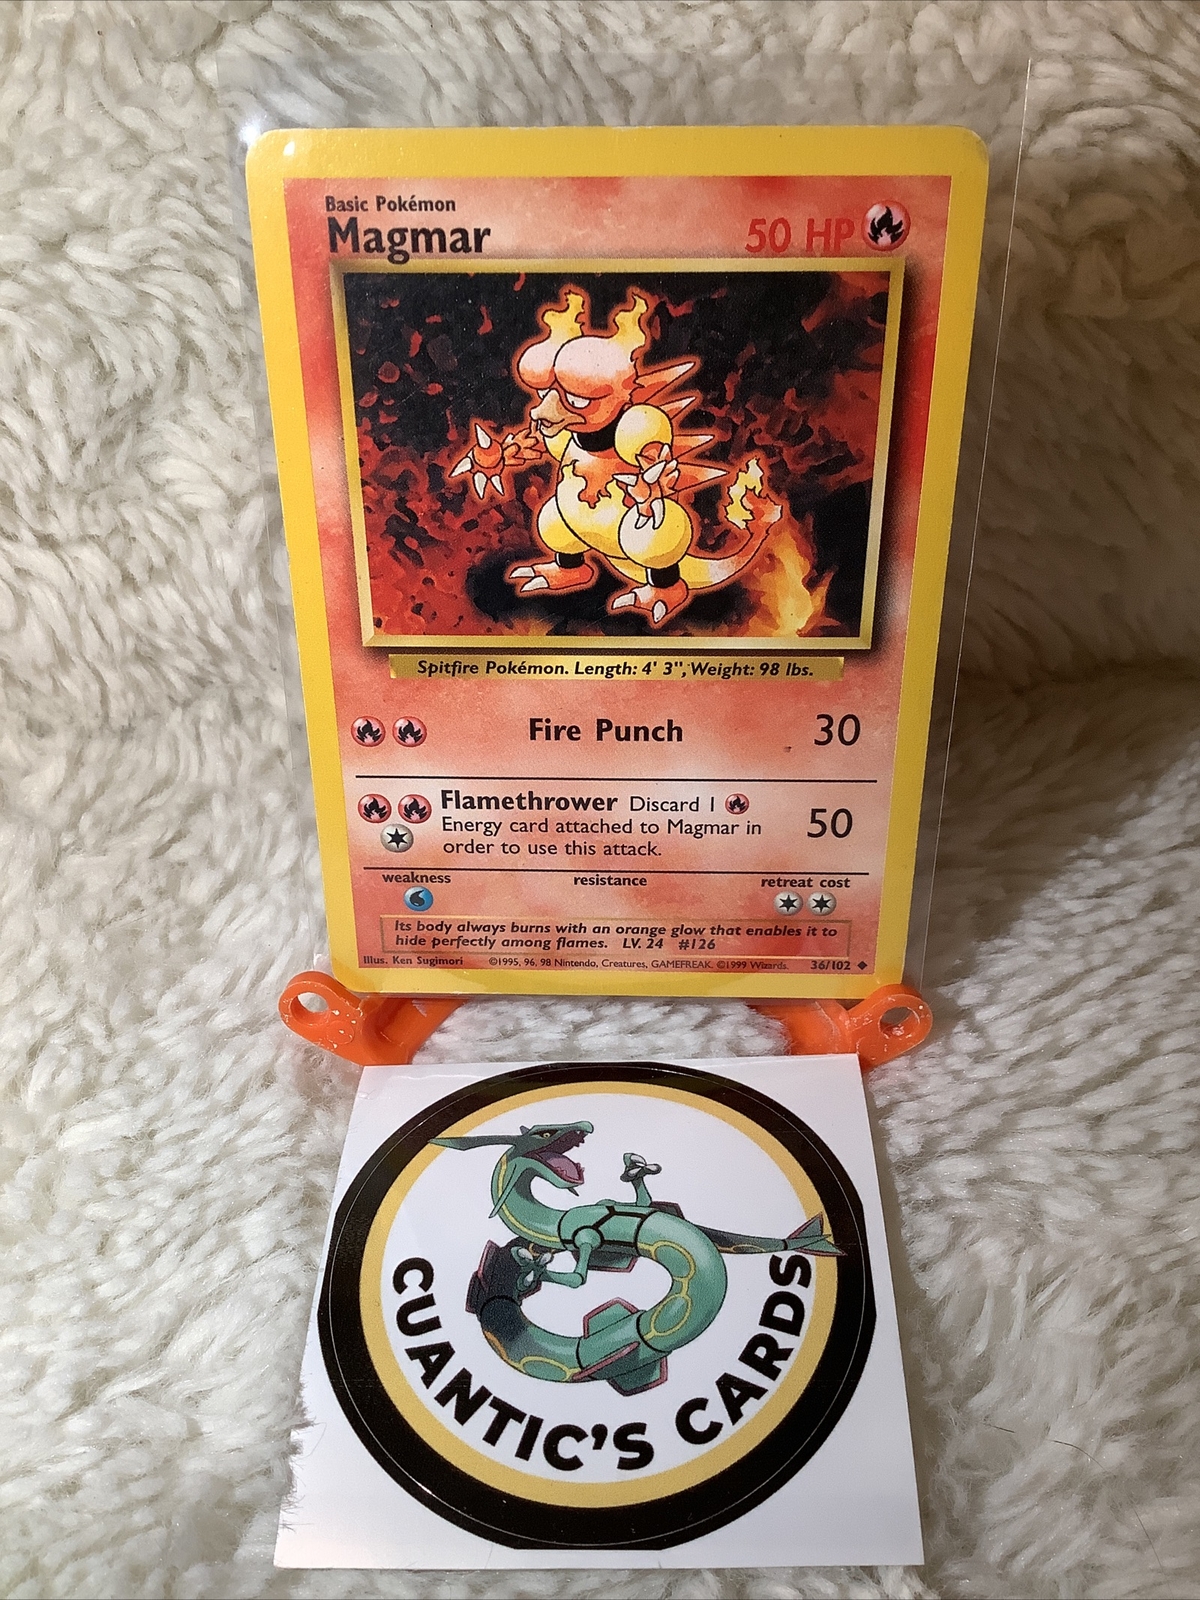 Basic Pokémon
Magmar
50 HP
Spitfire Pokémon. Length: 4' 3", Weight: 98 lbs.
Fire Punch 30
Flamethrower Discard 1
Energy card attached to Magmar in
order to use this attack.
50
weakness resistance retreat cost
Its body always burns with an orange glow that enables it to
hide perfectly among flames. LV. 24 #126
Illus. Ken Sugimori ©1995, 96, 98 Nintendo, Creatures, GAMEFREAK. ©1999 Wizards. 36/102
CUANTIC'S CARDS